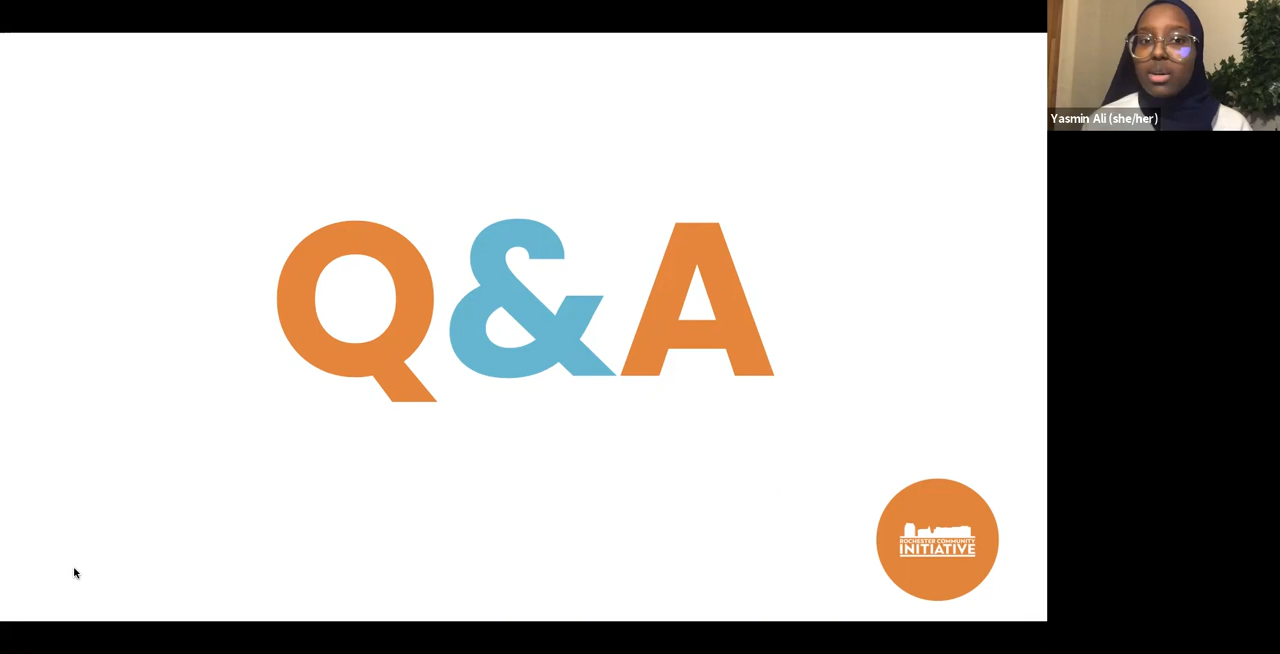 Yasmin Ali (she/her)
Q&A
ROCHESTER COMMUNITY
INITIATIVE